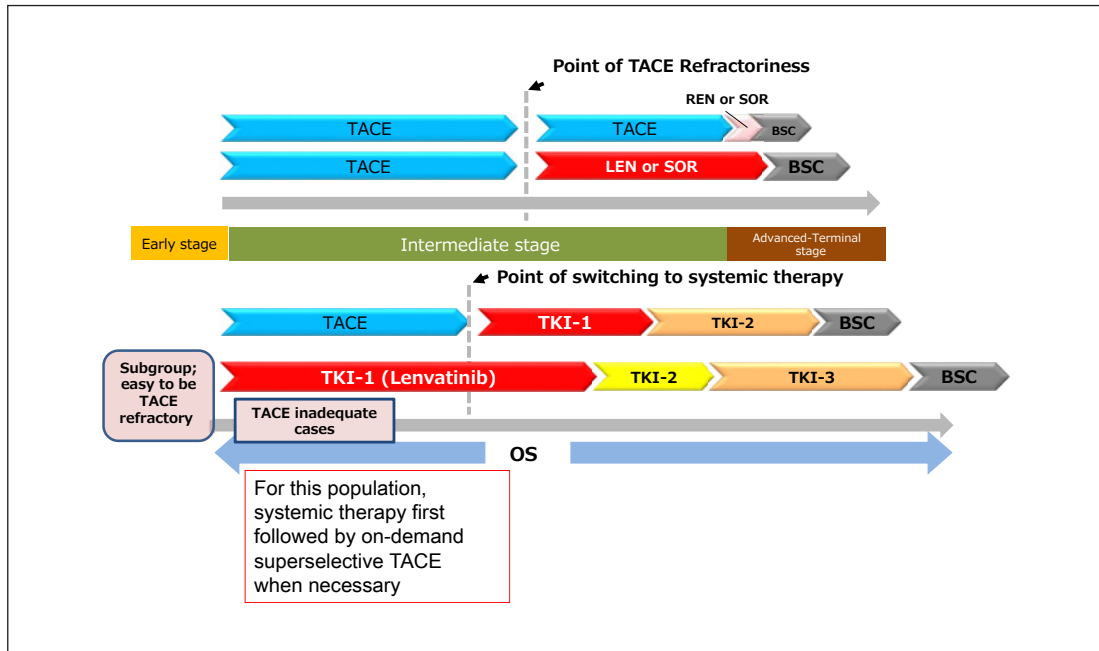 Point of TACE Refractoriness
REN or SOR
TACE
TACE
BSC
TACE
LEN or SOR
BSC
Early stage
Intermediate stage
Advanced-Terminal
stage
Point of switching to systemic therapy
TACE
TKI-1
TKI-2
BSC
Subgroup;
easy to be
TACE
refractory
TKI-1 (Lenvatinib)
TKI-2
TKI-3
BSC
TACE inadequate
cases
OS
For this population,
systemic therapy first
followed by on-demand
superselective TACE
when necessary